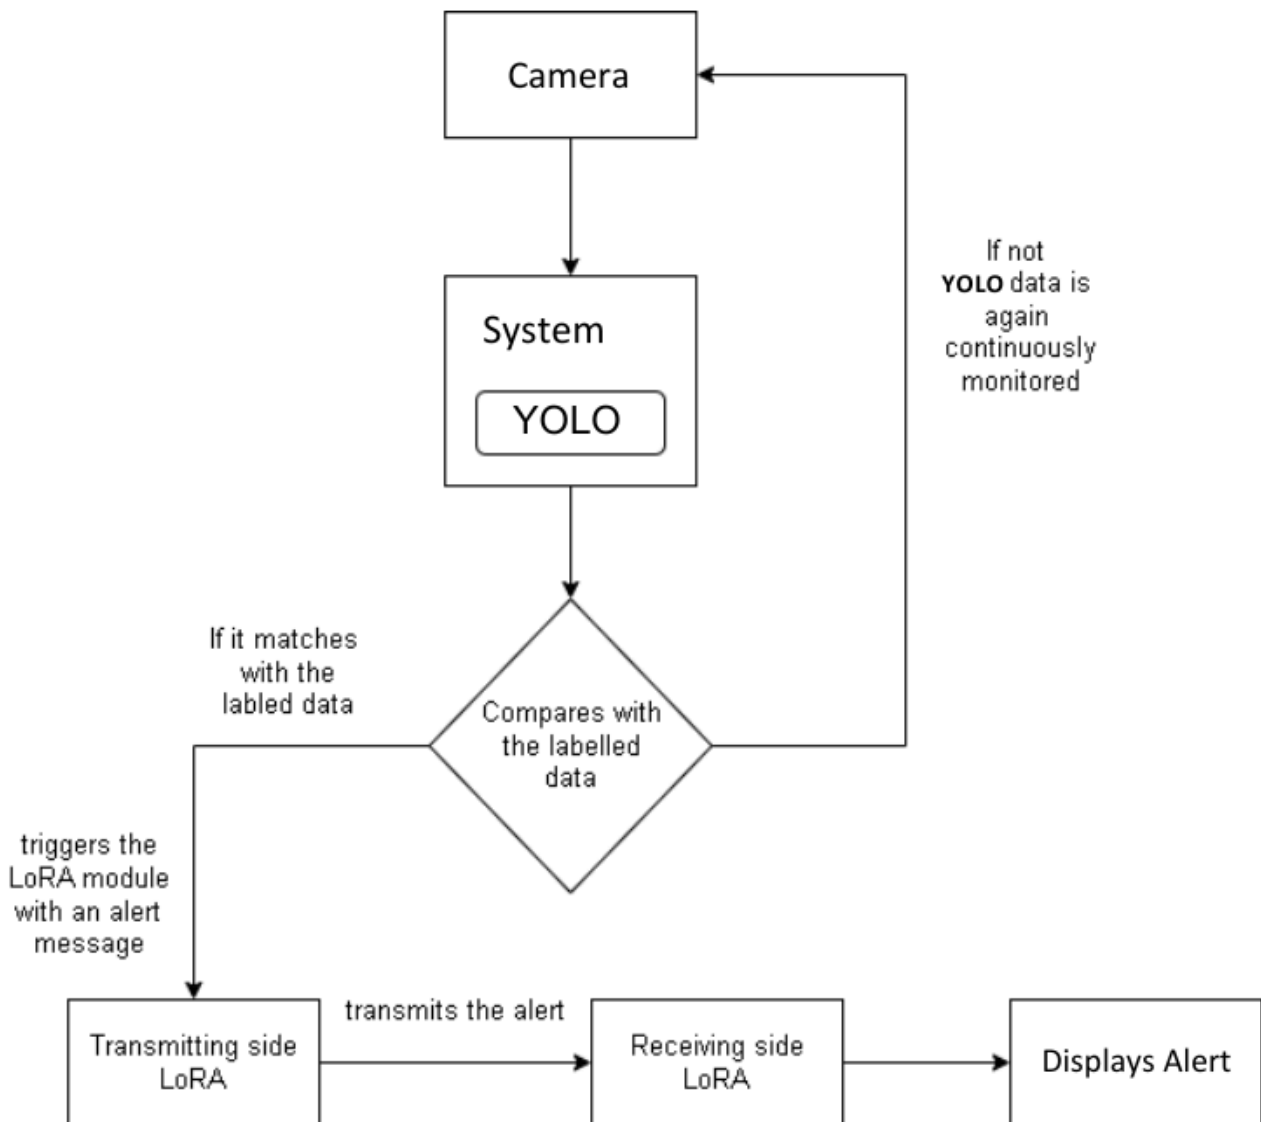 Camera
If not
YOLO data is
again
continuously
monitored
System
YOLO
If it matches
with the
labled data
Compares with
the labelled
data
triggers the
LoRA module
with an alert
message
Transmitting side
LoRA
transmits the alert
Receiving side
LoRA
Displays Alert